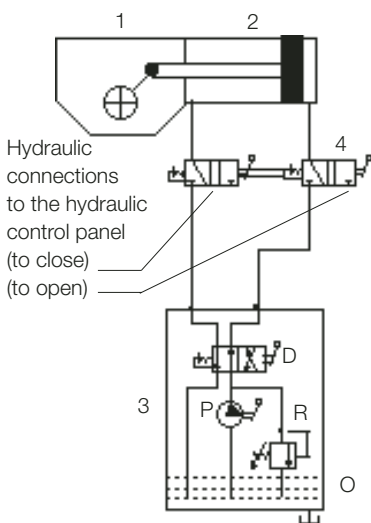 1 2
Hydraulic
connections
to the hydraulic
control panel
(to close)
(to open)
4
D
3
P
R
O